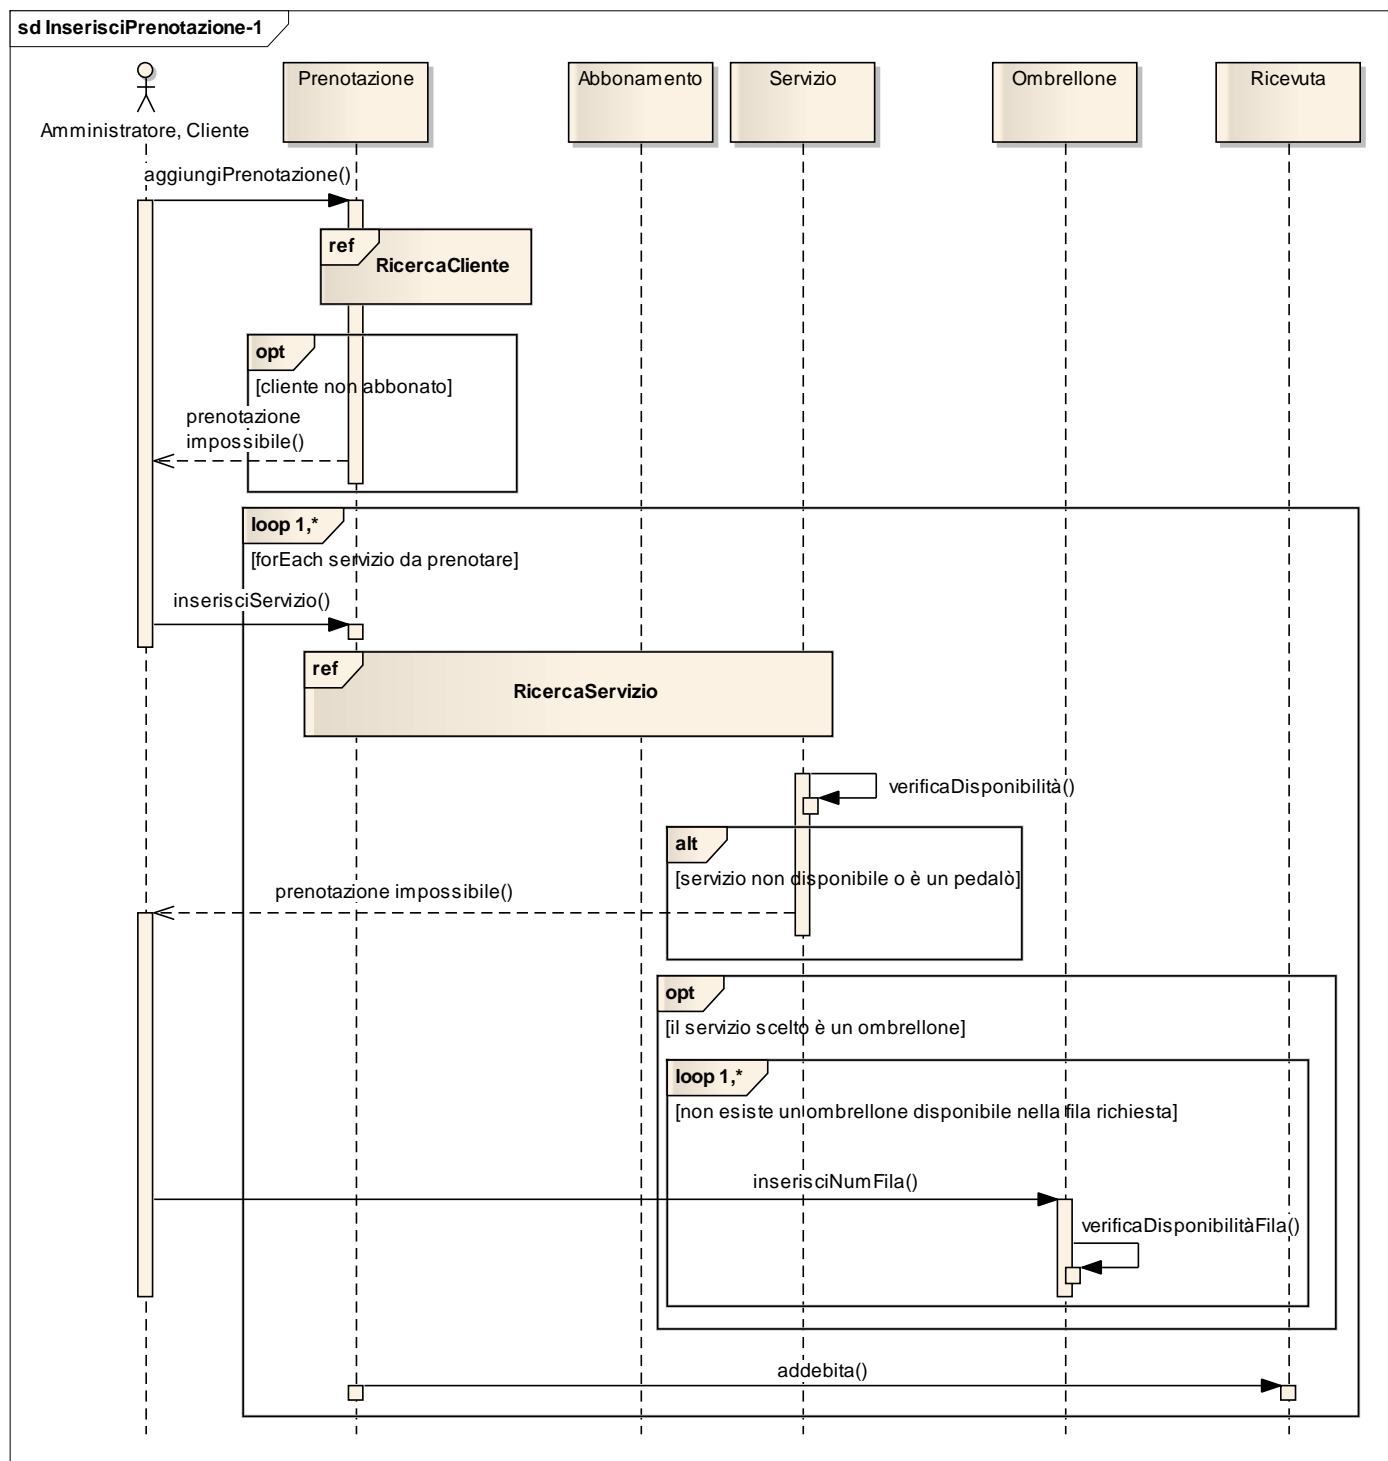 sd InserisciPrenotazione-1
Amministratore, Cliente
Prenotazione
Abbonamento
Servizio
Ombrellone
Ricevuta
aggiungiPrenotazione()
ref
RicercaCliente
opt
[cliente non abbonato]
prenotazione
impossibile()
loop 1,*
[forEach servizio da prenotare]
inserisciServizio()
ref
RicercaServizio
verificaDisponibilità()
alt
[servizio non disponibile o è un pedalò]
prenotazione impossibile()
opt
[il servizio scelto è un ombrellone]
loop 1,*
[non esiste un ombrellone disponibile nella fila richiesta]
inserisciNumFila()
verificaDisponibilitàFila()
addebita()